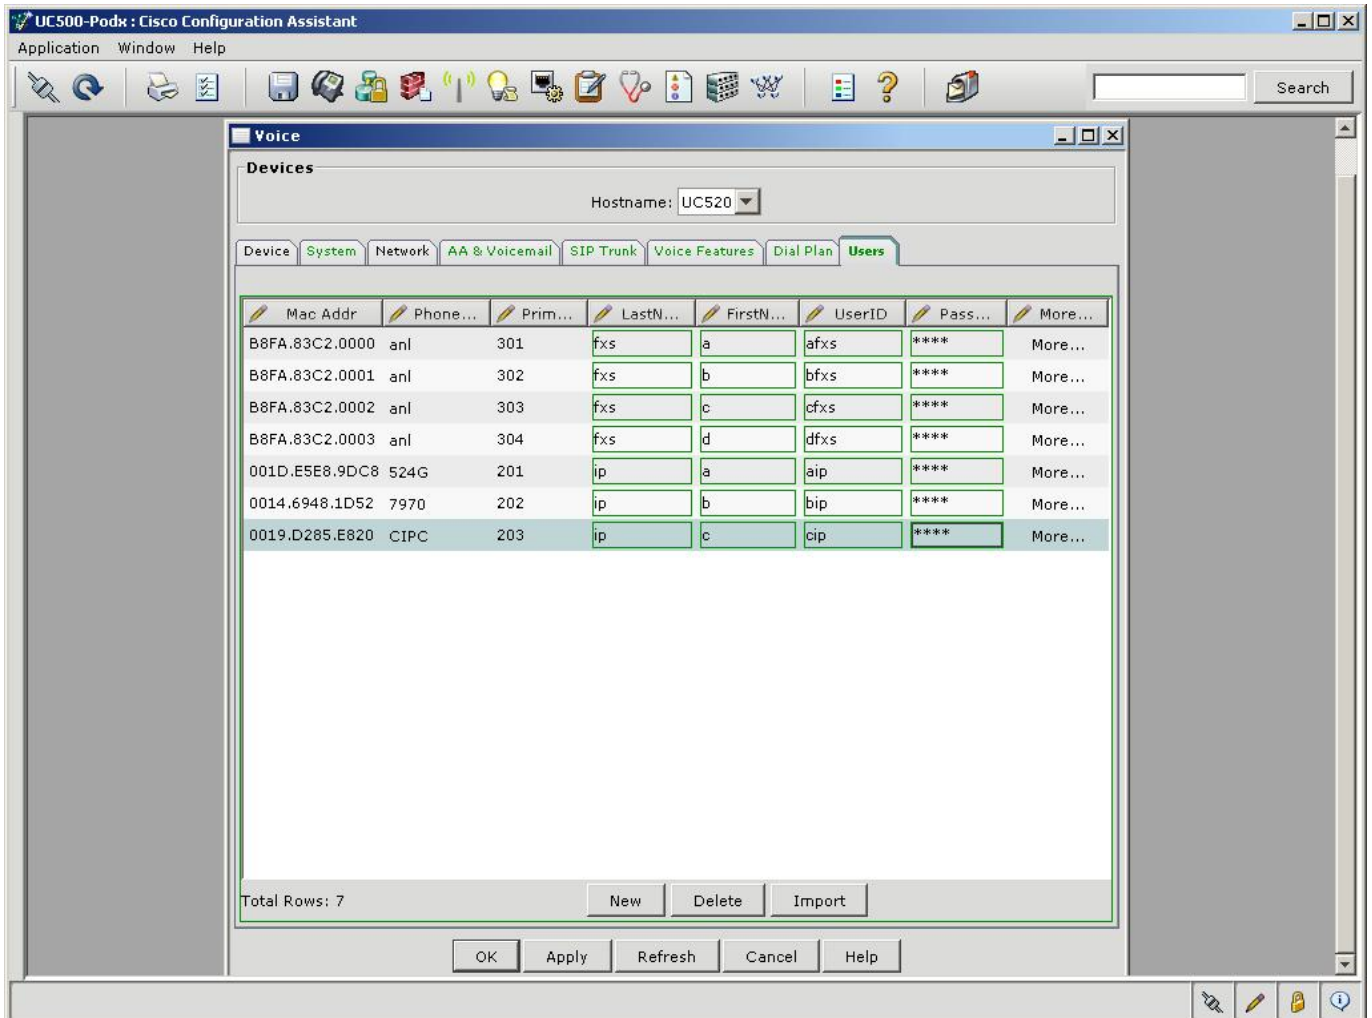 UC500-Podx : Cisco Configuration Assistant
Application Window Help
Search
Voice
Devices
Hostname: UC520
Device System Network AA & Voicemail SIP Trunk Voice Features Dial Plan Users
Mac Addr Phone... Prim... LastN... FirstN... UserID Pass... More...
B8FA.83C2.0000 anl 301 fxs a afxs **** More...
B8FA.83C2.0001 anl 302 fxs b bfxs **** More...
B8FA.83C2.0002 anl 303 fxs c cfxs **** More...
B8FA.83C2.0003 anl 304 fxs d dfxs **** More...
001D.E5E8.9DC8 524G 201 ip a aip **** More...
0014.6948.1D52 7970 202 ip b bip **** More...
0019.D285.E820 CIPC 203 ip c cip **** More...
Total Rows: 7 New Delete Import
OK Apply Refresh Cancel Help